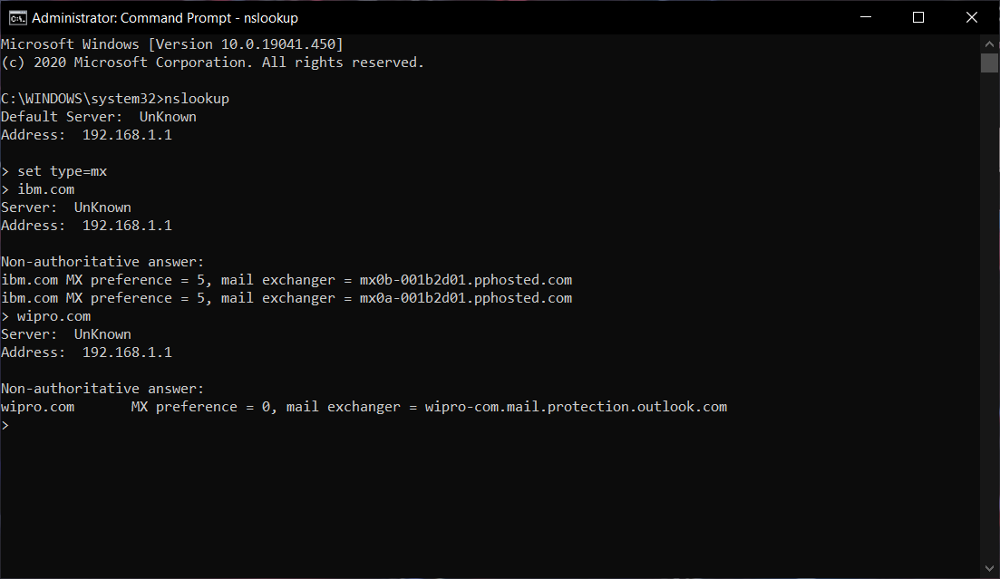 Administrator: Command Prompt - nslookup
Microsoft Windows [Version 10.0.19041.450]
(c) 2020 Microsoft Corporation. All rights reserved.
C:\WINDOWS\system32>nslookup
Default Server:  UnKnown
Address:  192.168.1.1
> set type=mx
> ibm.com
Server:  UnKnown
Address:  192.168.1.1
Non-authoritative answer:
ibm.com MX preference = 5, mail exchanger = mx0b-001b2d01.pphosted.com
ibm.com MX preference = 5, mail exchanger = mx0a-001b2d01.pphosted.com
> wipro.com
Server:  UnKnown
Address:  192.168.1.1
Non-authoritative answer:
wipro.com       MX preference = 0, mail exchanger = wipro-com.mail.protection.outlook.com
>